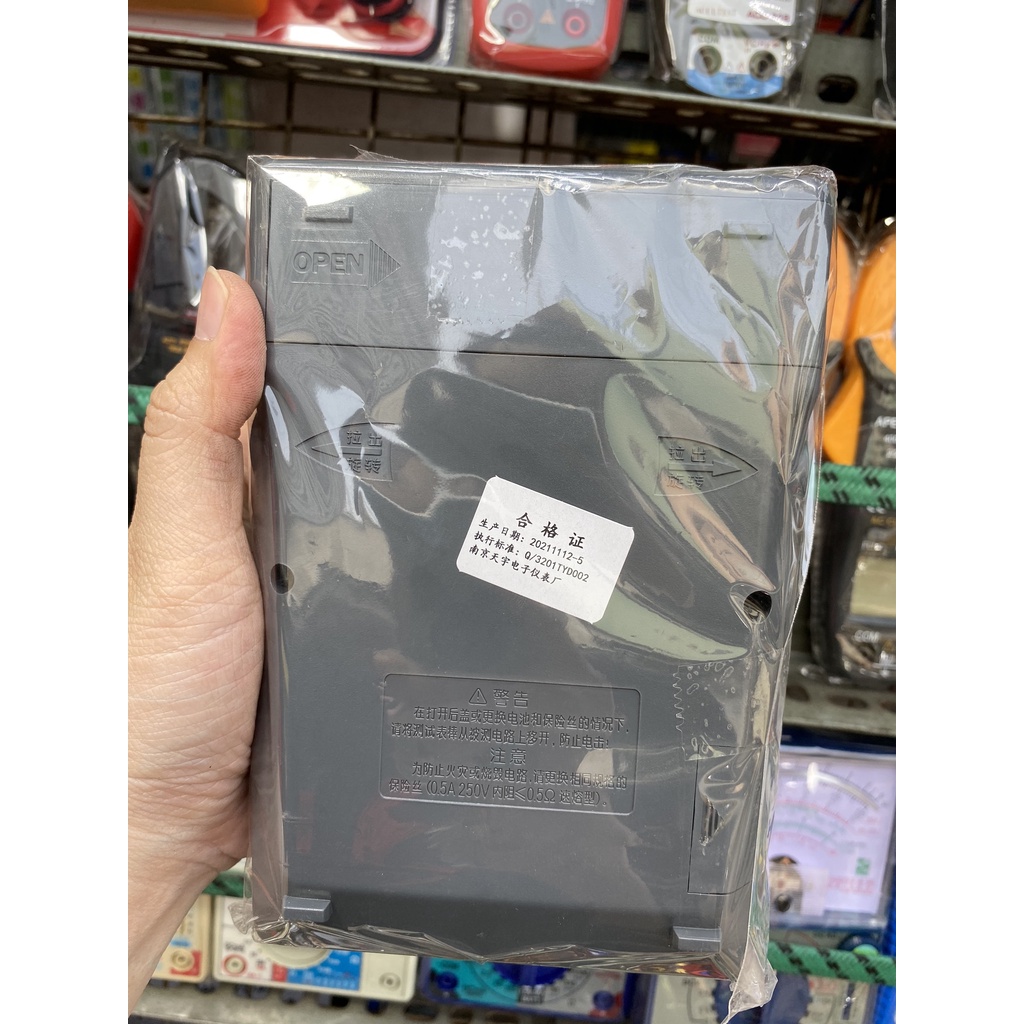 OPEN
拉出
旋转
拉出
旋转
合格证
生产日期：20211112-5
执行标准：Q/3201TYD002
南京天宇电子仪表厂
⚠警告
在打开后盖或更换电池和保险丝的情况下，
请将测试表棒从被测电路上移开，防止电击！
注意
为防止火灾或烧毁电路，请更换相同规格的
保险丝（0.5A 250V 内阻≤0.5Ω 速熔型）。
COM
COM